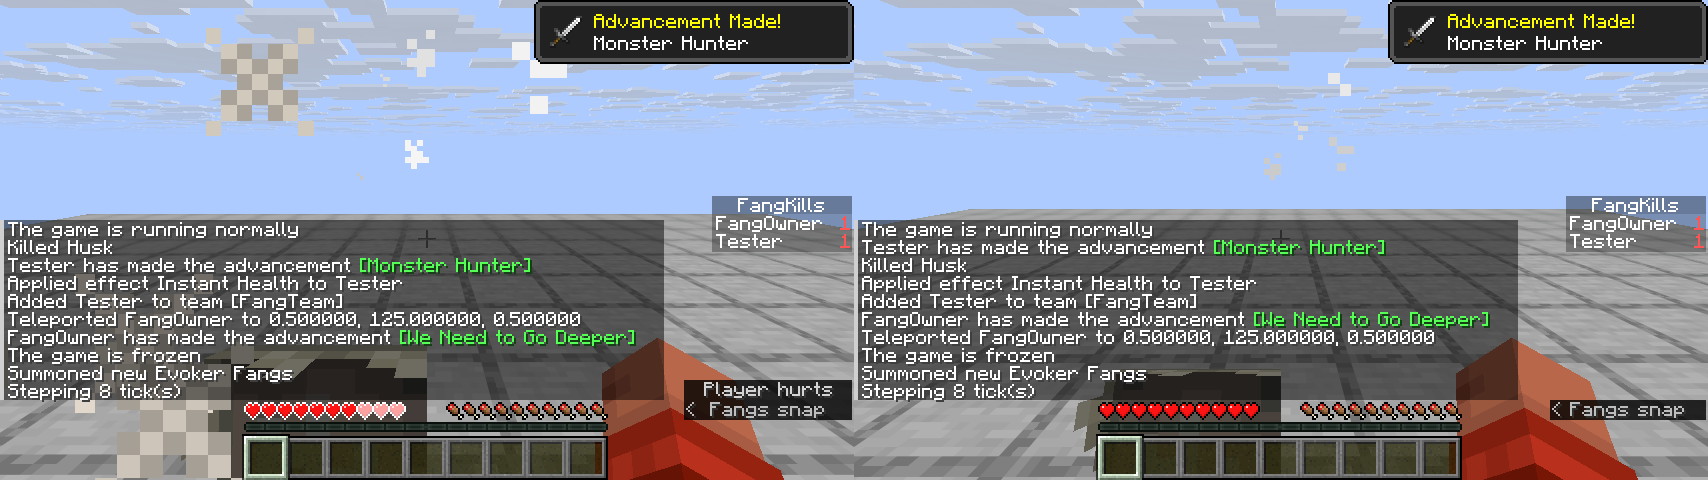 Advancement Made!
Monster Hunter
FangKills
FangOwner 1
Tester 1
The game is running normally
Killed Husk
Tester has made the advancement [Monster Hunter]
Applied effect Instant Health to Tester
Added Tester to team [FangTeam]
Teleported FangOwner to 0.500000, 125.000000, 0.500000
FangOwner has made the advancement [We Need to Go Deeper]
The game is frozen
Summoned new Evoker Fangs
Stepping 8 tick(s)
Player hurts
< Fangs snap
Advancement Made!
Monster Hunter
FangKills
FangOwner 1
Tester 1
The game is running normally
Tester has made the advancement [Monster Hunter]
Killed Husk
Applied effect Instant Health to Tester
Added Tester to team [FangTeam]
FangOwner has made the advancement [We Need to Go Deeper]
Teleported FangOwner to 0.500000, 125.000000, 0.500000
The game is frozen
Summoned new Evoker Fangs
Stepping 8 tick(s)
< Fangs snap